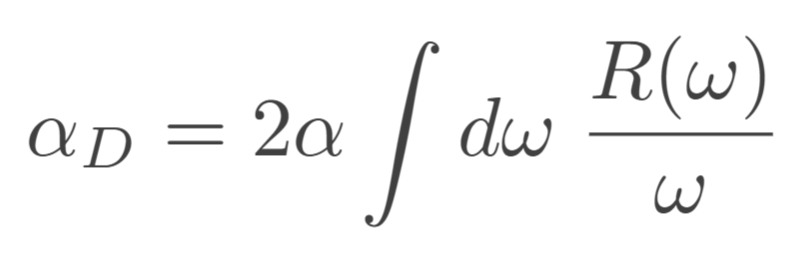 α_D = 2α ∫ dω R(ω)/ω